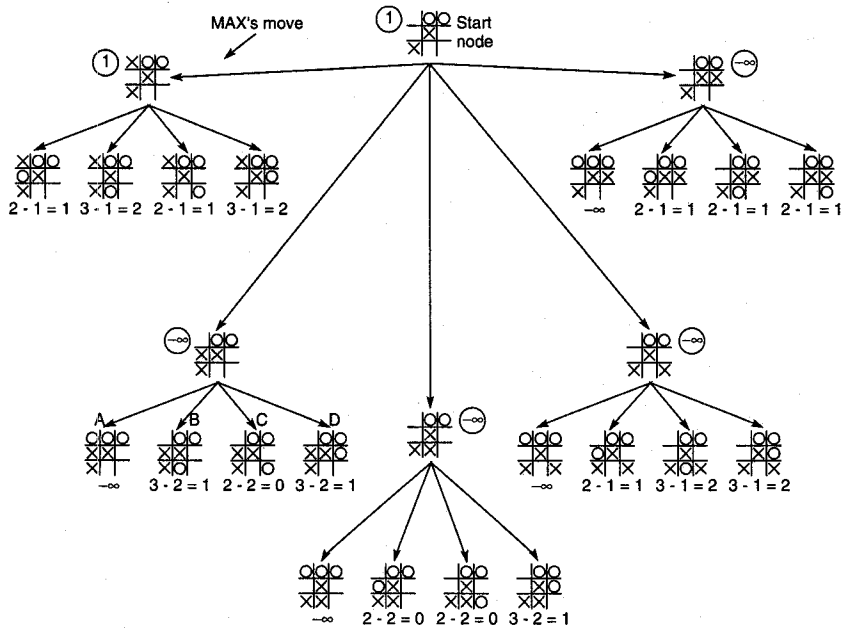 MAX's move
1
Start
node
1
−∞
2 - 1 = 1
3 - 1 = 2
2 - 1 = 1
3 - 1 = 2
−∞
2 - 1 = 1
2 - 1 = 1
2 - 1 = 1
−∞
−∞
A
B
C
D
−∞
−∞
3 - 2 = 1
2 - 2 = 0
3 - 2 = 1
−∞
2 - 1 = 1
3 - 1 = 2
3 - 1 = 2
−∞
2 - 2 = 0
2 - 2 = 0
3 - 2 = 1